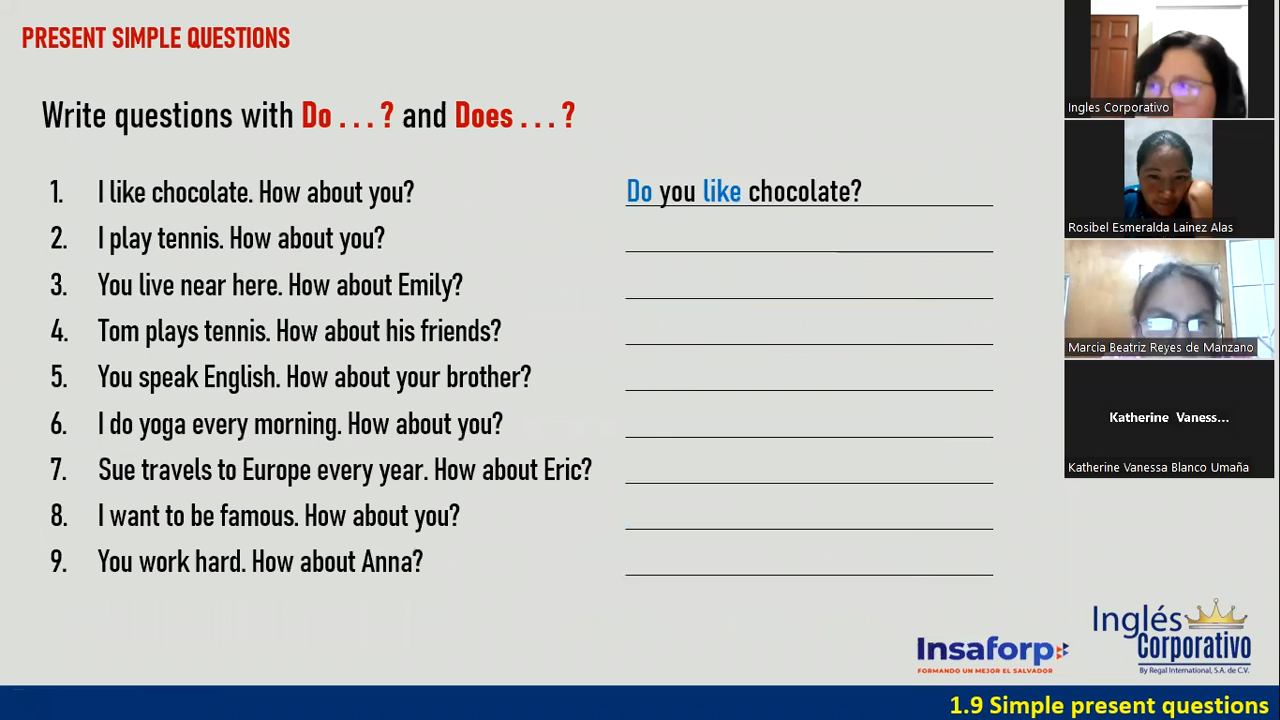 PRESENT SIMPLE QUESTIONS
Write questions with Do . . . ? and Does . . . ?
1. I like chocolate. How about you? Do you like chocolate?
2. I play tennis. How about you?
3. You live near here. How about Emily?
4. Tom plays tennis. How about his friends?
5. You speak English. How about your brother?
6. I do yoga every morning. How about you?
7. Sue travels to Europe every year. How about Eric?
8. I want to be famous. How about you?
9. You work hard. How about Anna?
Ingles Corporativo
Rosibel Esmeralda Lainez Alas
Marcia Beatriz Reyes de Manzano
Katherine Vaness...
Katherine Vanessa Blanco Umaña
Insaforp
FORMANDO UN MEJOR EL SALVADOR
Inglés
Corporativo
By Regal International, S.A. de C.V.
1.9 Simple present questions